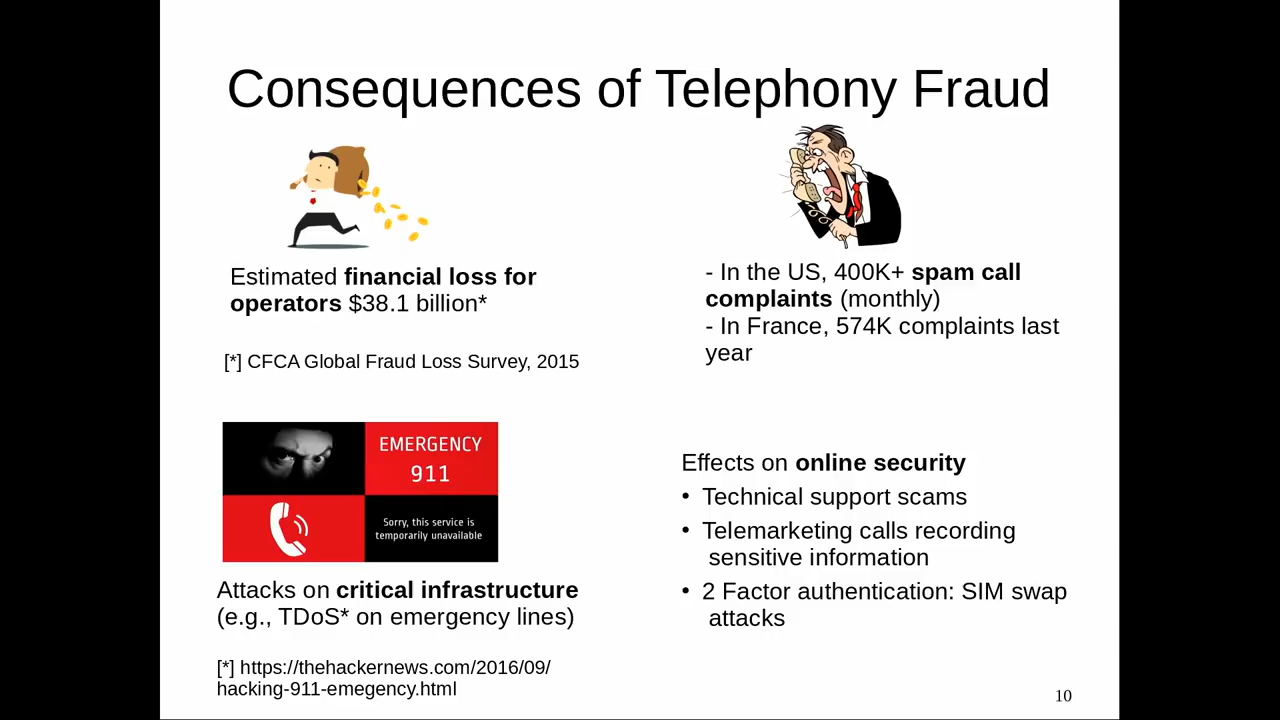 Consequences of Telephony Fraud
Estimated financial loss for
operators $38.1 billion*
[*] CFCA Global Fraud Loss Survey, 2015
- In the US, 400K+ spam call
complaints (monthly)
- In France, 574K complaints last
year
EMERGENCY
911
Sorry, this service is
temporarily unavailable
Attacks on critical infrastructure
(e.g., TDoS* on emergency lines)
[*] https://thehackernews.com/2016/09/
hacking-911-emegency.html
Effects on online security
• Technical support scams
• Telemarketing calls recording
sensitive information
• 2 Factor authentication: SIM swap
attacks
10